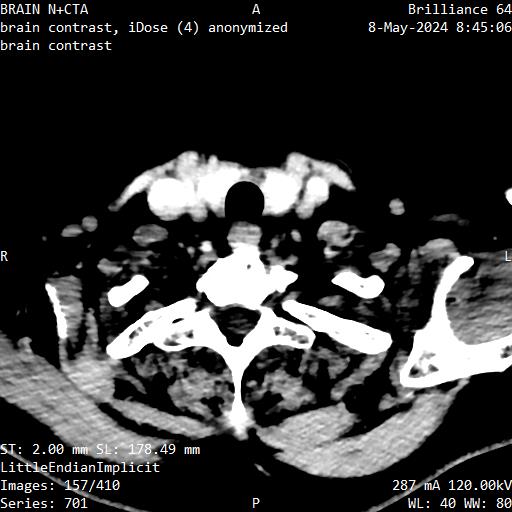 BRAIN N+CTA
A
Brilliance 64
brain contrast, iDose (4) anonymized
8-May-2024 8:45:06
brain contrast
R
L
ST: 2.00 mm SL: 178.49 mm
LittleEndianImplicit
Images: 157/410
287 mA 120.00kV
Series: 701
P
WL: 40 WW: 80